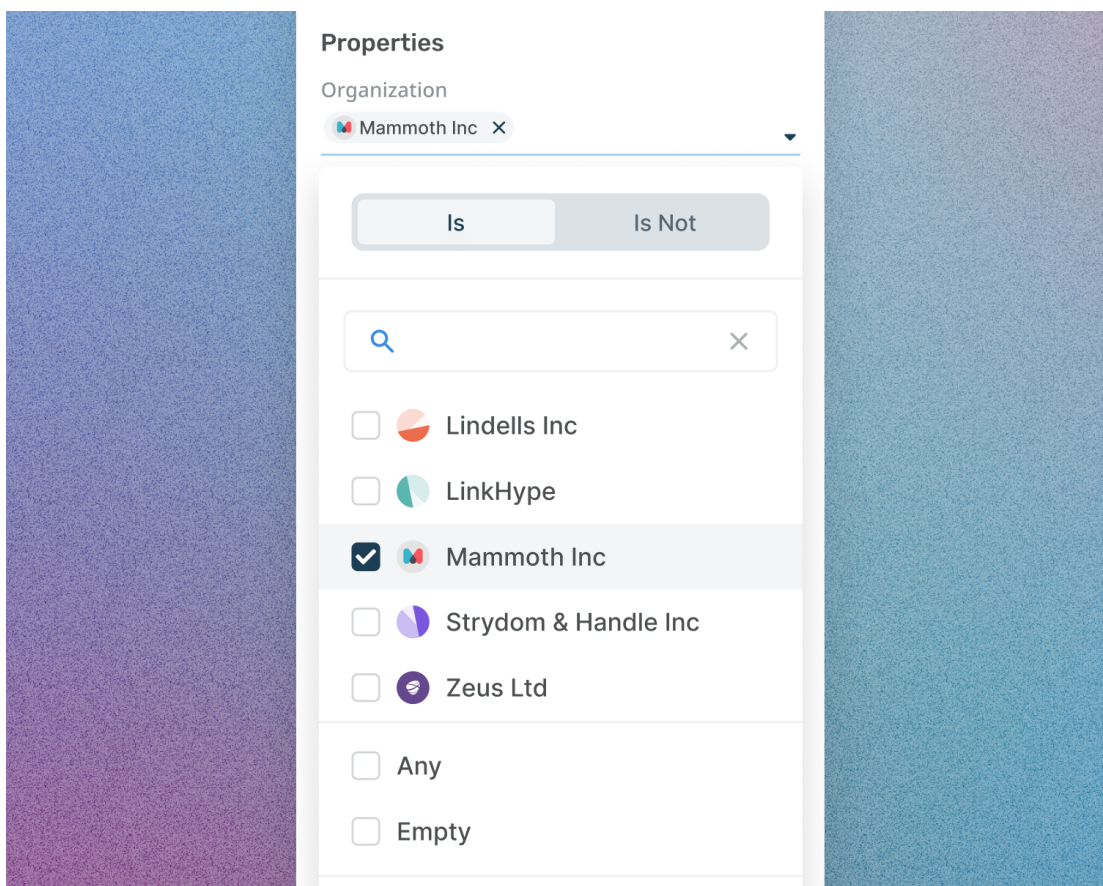 Properties
Organization
Mammoth Inc
Is Is Not
Lindells Inc
LinkHype
Mammoth Inc
Strydom & Handle Inc
Zeus Ltd
Any
Empty